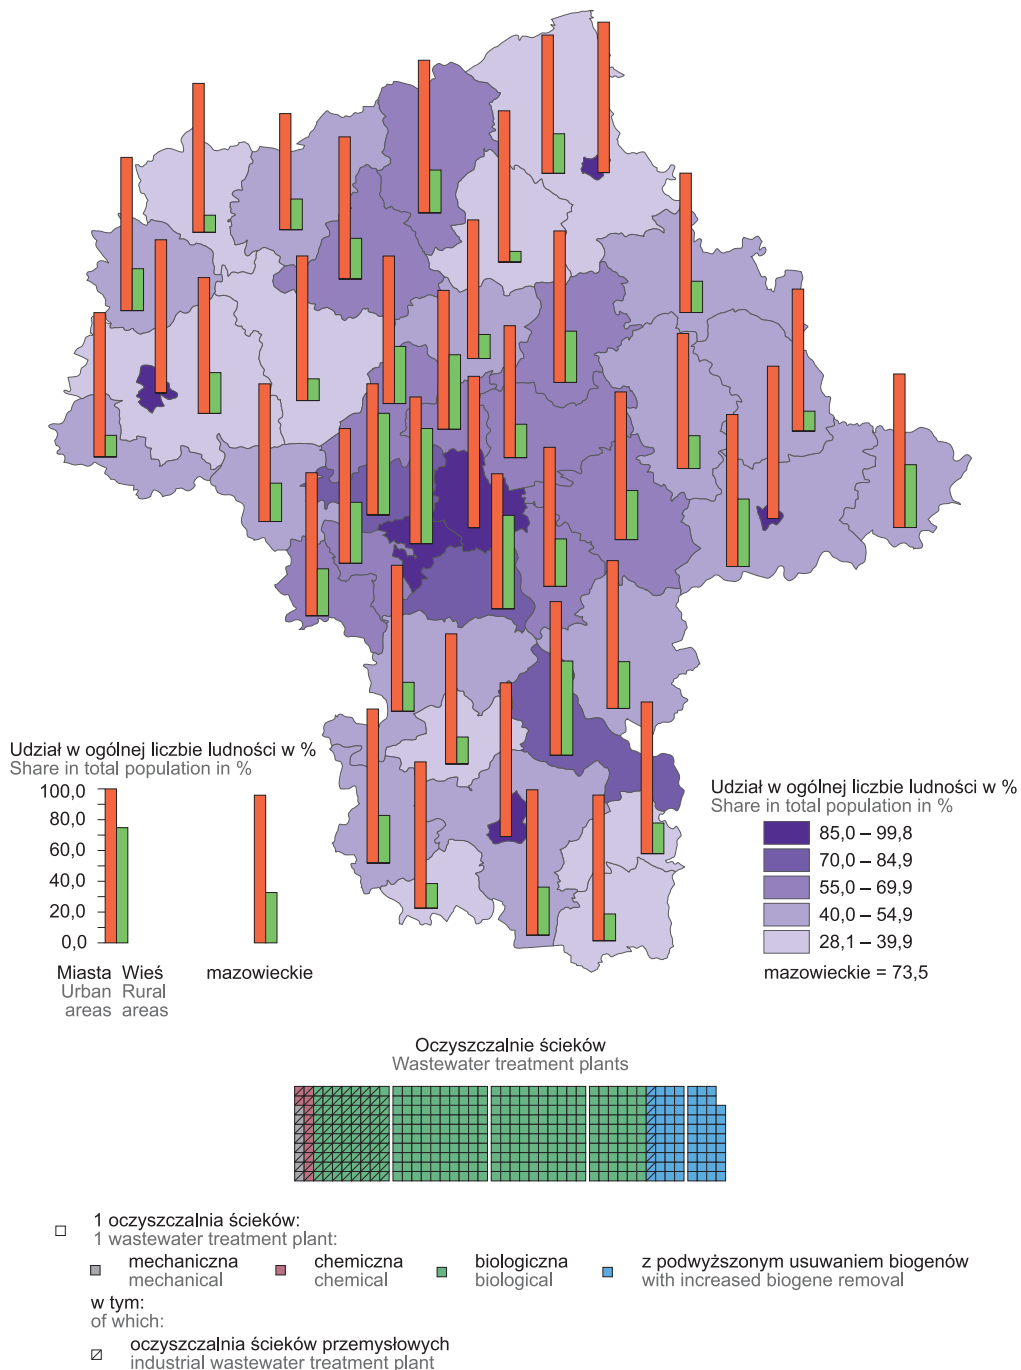 Udział w ogólnej liczbie ludności w %
Share in total population in %
100,0
80,0
60,0
40,0
20,0
0,0
Miasta Wieś
Urban Rural
areas areas
mazowieckie
Udział w ogólnej liczbie ludności w %
Share in total population in %
85,0 – 99,8
70,0 – 84,9
55,0 – 69,9
40,0 – 54,9
28,1 – 39,9
mazowieckie = 73,5
Oczyszczalnie ścieków
Wastewater treatment plants
1 oczyszczalnia ścieków:
1 wastewater treatment plant:
mechaniczna
mechanical
chemiczna
chemical
biologiczna
biological
z podwyższonym usuwaniem biogenów
with increased biogene removal
w tym:
of which:
oczyszczalnia ścieków przemysłowych
industrial wastewater treatment plant